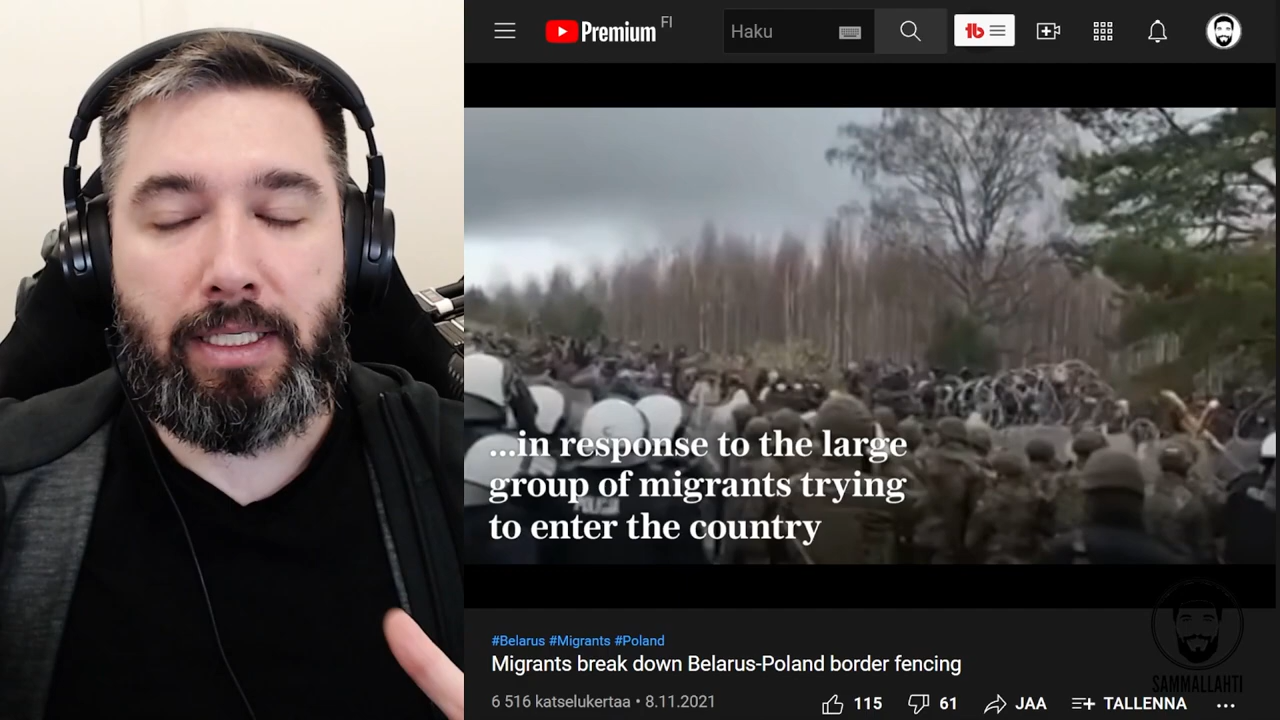 Premium FI
Haku
...in response to the large
group of migrants trying
to enter the country
#Belarus #Migrants #Poland
Migrants break down Belarus-Poland border fencing
6 516 katselukertaa • 8.11.2021
115
61
JAA
TALLENNA
SAMMALLAHTI